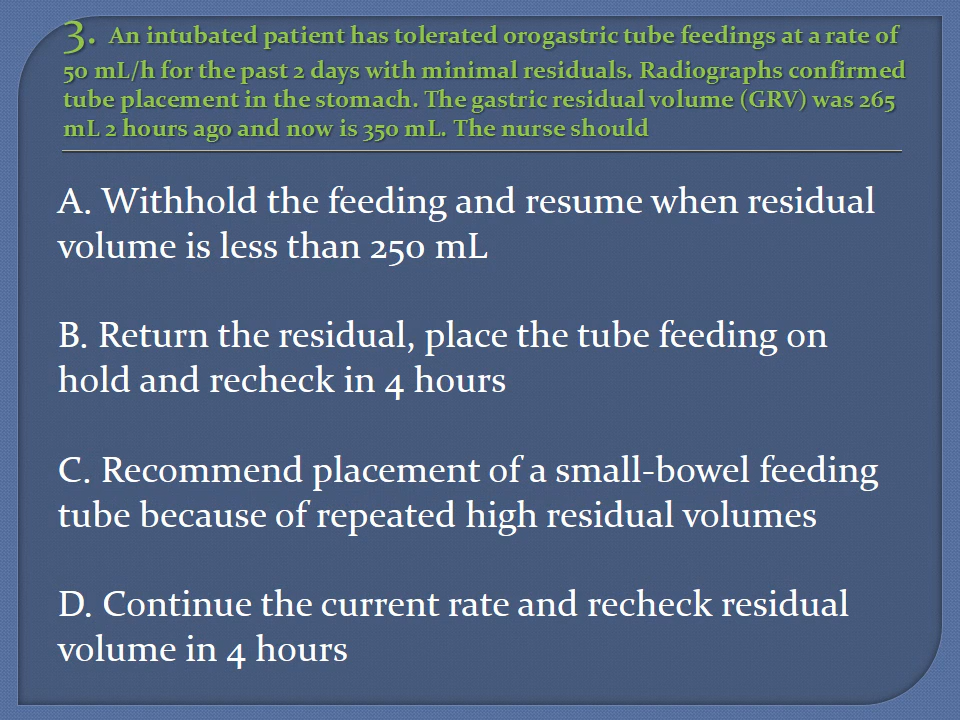 3. An intubated patient has tolerated orogastric tube feedings at a rate of
50 mL/h for the past 2 days with minimal residuals. Radiographs confirmed
tube placement in the stomach. The gastric residual volume (GRV) was 265
mL 2 hours ago and now is 350 mL. The nurse should
A. Withhold the feeding and resume when residual
volume is less than 250 mL
B. Return the residual, place the tube feeding on
hold and recheck in 4 hours
C. Recommend placement of a small-bowel feeding
tube because of repeated high residual volumes
D. Continue the current rate and recheck residual
volume in 4 hours